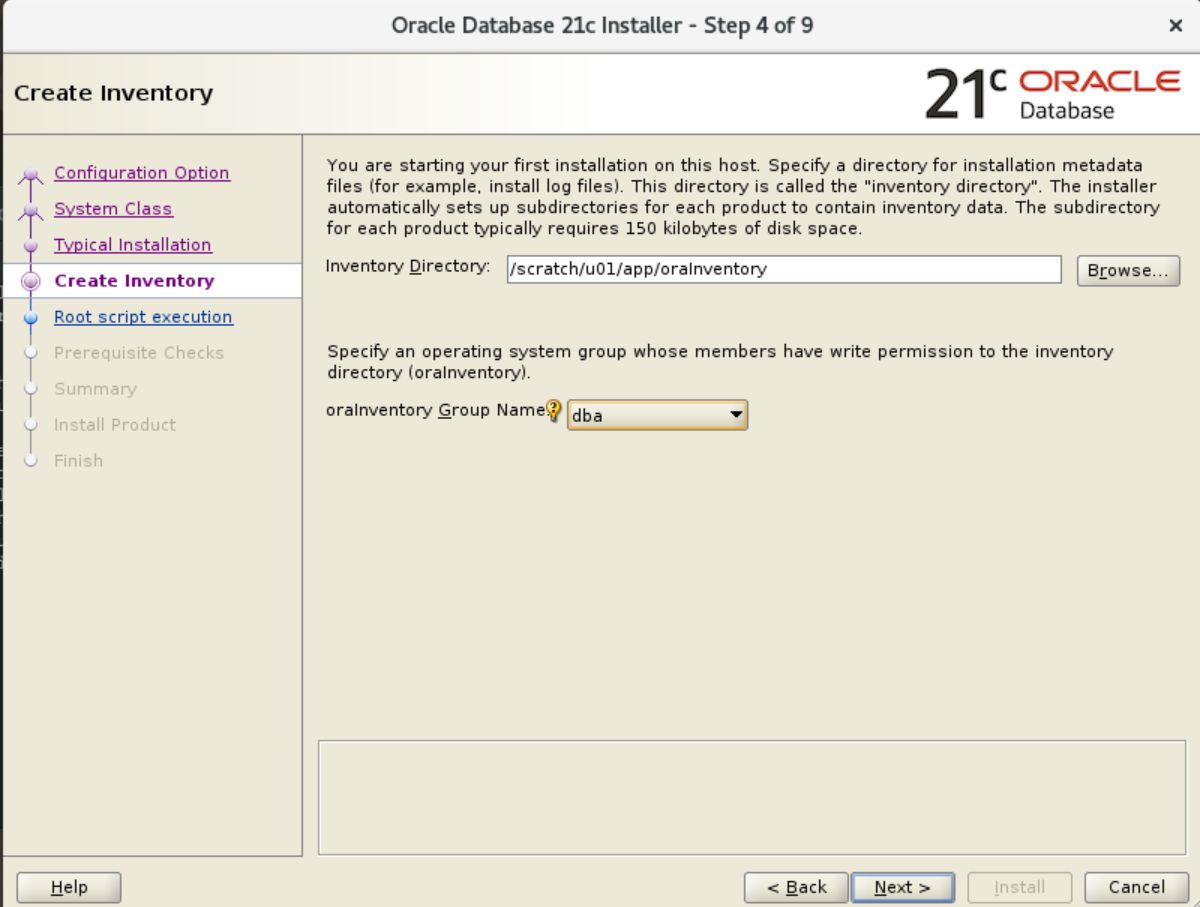 Oracle Database 21c Installer - Step 4 of 9
Create Inventory
21c ORACLE
Database
Configuration Option
System Class
Typical Installation
Create Inventory
Root script execution
Prerequisite Checks
Summary
Install Product
Finish
You are starting your first installation on this host. Specify a directory for installation metadata
files (for example, install log files). This directory is called the "inventory directory". The installer
automatically sets up subdirectories for each product to contain inventory data. The subdirectory
for each product typically requires 150 kilobytes of disk space.
Inventory Directory: /scratch/u01/app/oraInventory Browse...
Specify an operating system group whose members have write permission to the inventory
directory (oraInventory).
oraInventory Group Name dba
Help < Back Next > Install Cancel